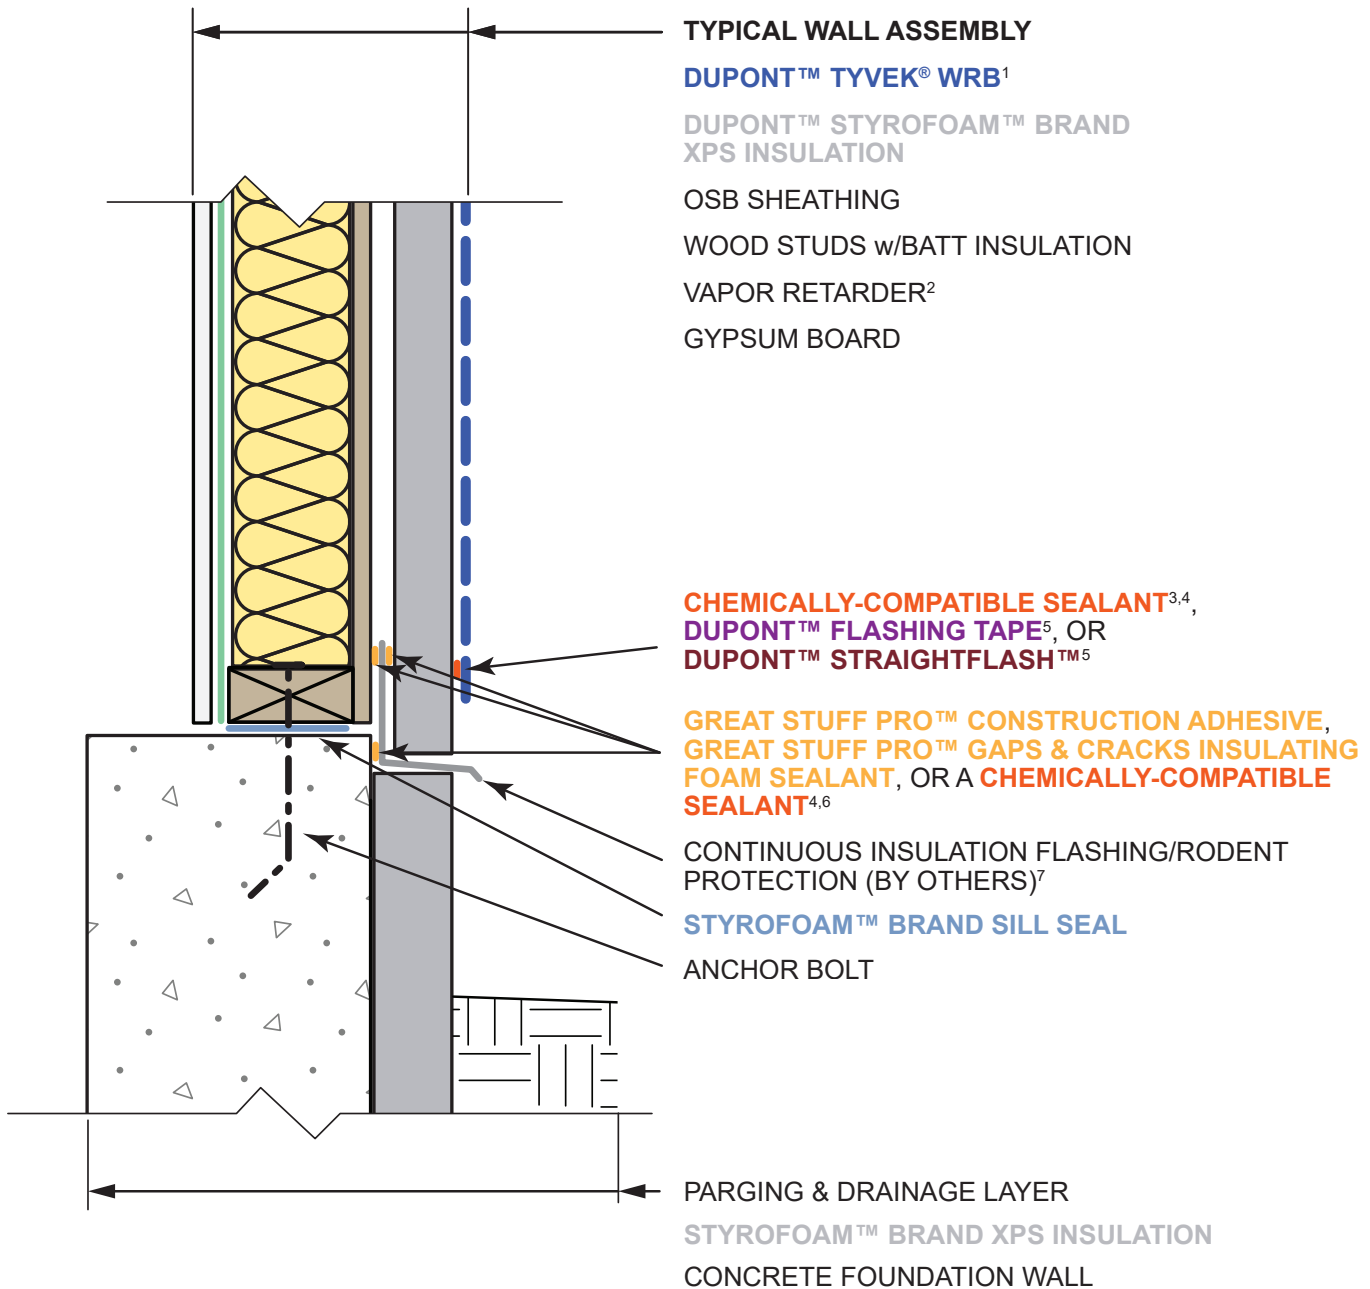 TYPICAL WALL ASSEMBLY
DUPONT™ TYVEK® WRB¹
DUPONT™ STYROFOAM™ BRAND
XPS INSULATION
OSB SHEATHING
WOOD STUDS w/BATT INSULATION
VAPOR RETARDER²
GYPSUM BOARD
CHEMICALLY-COMPATIBLE SEALANT³,⁴,
DUPONT™ FLASHING TAPE⁵, OR
DUPONT™ STRAIGHTFLASH™⁵
GREAT STUFF PRO™ CONSTRUCTION ADHESIVE,
GREAT STUFF PRO™ GAPS & CRACKS INSULATING
FOAM SEALANT, OR A CHEMICALLY-COMPATIBLE
SEALANT⁴,⁶
CONTINUOUS INSULATION FLASHING/RODENT
PROTECTION (BY OTHERS)⁷
STYROFOAM™ BRAND SILL SEAL
ANCHOR BOLT
PARGING & DRAINAGE LAYER
STYROFOAM™ BRAND XPS INSULATION
CONCRETE FOUNDATION WALL